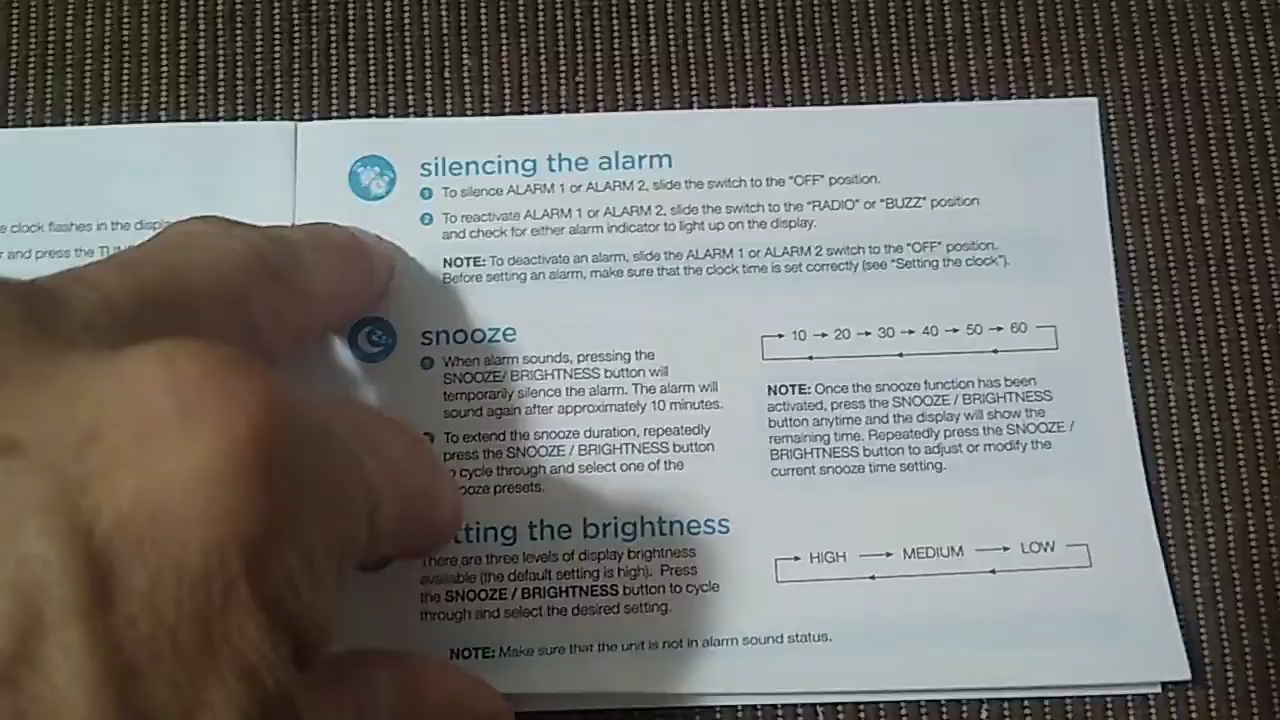 e clock flashes in the
and press the
silencing the alarm
1 To silence ALARM 1 or ALARM 2, slide the switch to the "OFF" position.
2 To reactivate ALARM 1 or ALARM 2, slide the switch to the "RADIO" or "BUZZ" position
and check for either alarm indicator to light up on the display.
NOTE: To deactivate an alarm, slide the ALARM 1 or ALARM 2 switch to the "OFF" position.
Before setting an alarm, make sure that the clock time is set correctly (see "Setting the clock").
snooze
1 When alarm sounds, pressing the
SNOOZE/ BRIGHTNESS button will
temporarily silence the alarm. The alarm will
sound again after approximately 10 minutes.
To extend the snooze duration, repeatedly
press the SNOOZE / BRIGHTNESS button
cycle through and select one of the
presets.
10 → 20 → 30 → 40 → 50 → 60
NOTE: Once the snooze function has been
activated, press the SNOOZE / BRIGHTNESS
button anytime and the display will show the
remaining time. Repeatedly press the SNOOZE /
BRIGHTNESS button to adjust or modify the
current snooze time setting.
tting the brightness
There are three levels of display brightness
available (the default setting is high). Press
the SNOOZE / BRIGHTNESS button to cycle
through and select the desired setting.
HIGH → MEDIUM → LOW
NOTE: Make sure that the unit is not in alarm sound status.